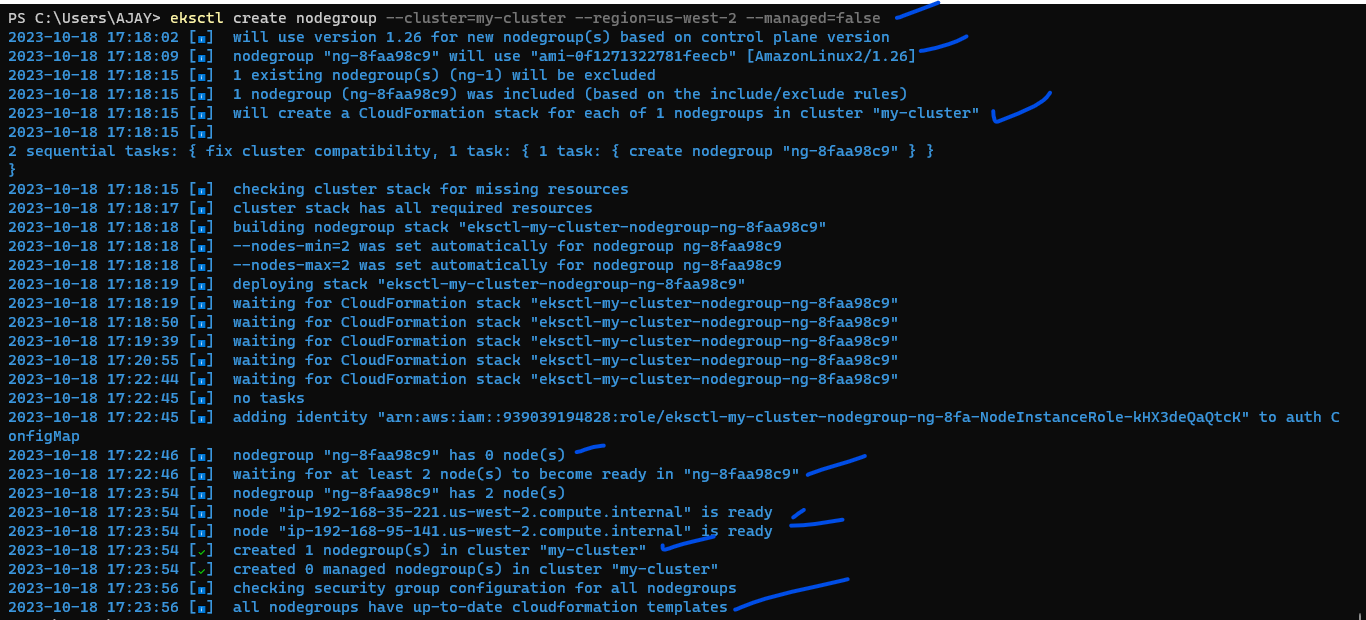 PS C:\Users\AJAY> eksctl create nodegroup --cluster=my-cluster --region=us-west-2 --managed=false
2023-10-18 17:18:02 [ℹ]  will use version 1.26 for new nodegroup(s) based on control plane version
2023-10-18 17:18:09 [ℹ]  nodegroup "ng-8faa98c9" will use "ami-0f1271322781feecb" [AmazonLinux2/1.26]
2023-10-18 17:18:15 [ℹ]  1 existing nodegroup(s) (ng-1) will be excluded
2023-10-18 17:18:15 [ℹ]  1 nodegroup (ng-8faa98c9) was included (based on the include/exclude rules)
2023-10-18 17:18:15 [ℹ]  will create a CloudFormation stack for each of 1 nodegroups in cluster "my-cluster"
2023-10-18 17:18:15 [ℹ]
2 sequential tasks: { fix cluster compatibility, 1 task: { 1 task: { create nodegroup "ng-8faa98c9" } }
}
2023-10-18 17:18:15 [ℹ]  checking cluster stack for missing resources
2023-10-18 17:18:17 [ℹ]  cluster stack has all required resources
2023-10-18 17:18:18 [ℹ]  building nodegroup stack "eksctl-my-cluster-nodegroup-ng-8faa98c9"
2023-10-18 17:18:18 [ℹ]  --nodes-min=2 was set automatically for nodegroup ng-8faa98c9
2023-10-18 17:18:18 [ℹ]  --nodes-max=2 was set automatically for nodegroup ng-8faa98c9
2023-10-18 17:18:19 [ℹ]  deploying stack "eksctl-my-cluster-nodegroup-ng-8faa98c9"
2023-10-18 17:18:19 [ℹ]  waiting for CloudFormation stack "eksctl-my-cluster-nodegroup-ng-8faa98c9"
2023-10-18 17:18:50 [ℹ]  waiting for CloudFormation stack "eksctl-my-cluster-nodegroup-ng-8faa98c9"
2023-10-18 17:19:39 [ℹ]  waiting for CloudFormation stack "eksctl-my-cluster-nodegroup-ng-8faa98c9"
2023-10-18 17:20:55 [ℹ]  waiting for CloudFormation stack "eksctl-my-cluster-nodegroup-ng-8faa98c9"
2023-10-18 17:22:44 [ℹ]  waiting for CloudFormation stack "eksctl-my-cluster-nodegroup-ng-8faa98c9"
2023-10-18 17:22:45 [ℹ]  no tasks
2023-10-18 17:22:45 [ℹ]  adding identity "arn:aws:iam::939039194828:role/eksctl-my-cluster-nodegroup-ng-8fa-NodeInstanceRole-kHX3deQaQtcK" to auth C
onfigMap
2023-10-18 17:22:46 [ℹ]  nodegroup "ng-8faa98c9" has 0 node(s)
2023-10-18 17:22:46 [ℹ]  waiting for at least 2 node(s) to become ready in "ng-8faa98c9"
2023-10-18 17:23:54 [ℹ]  nodegroup "ng-8faa98c9" has 2 node(s)
2023-10-18 17:23:54 [ℹ]  node "ip-192-168-35-221.us-west-2.compute.internal" is ready
2023-10-18 17:23:54 [ℹ]  node "ip-192-168-95-141.us-west-2.compute.internal" is ready
2023-10-18 17:23:54 [✓]  created 1 nodegroup(s) in cluster "my-cluster"
2023-10-18 17:23:54 [✓]  created 0 managed nodegroup(s) in cluster "my-cluster"
2023-10-18 17:23:56 [ℹ]  checking security group configuration for all nodegroups
2023-10-18 17:23:56 [ℹ]  all nodegroups have up-to-date cloudformation templates